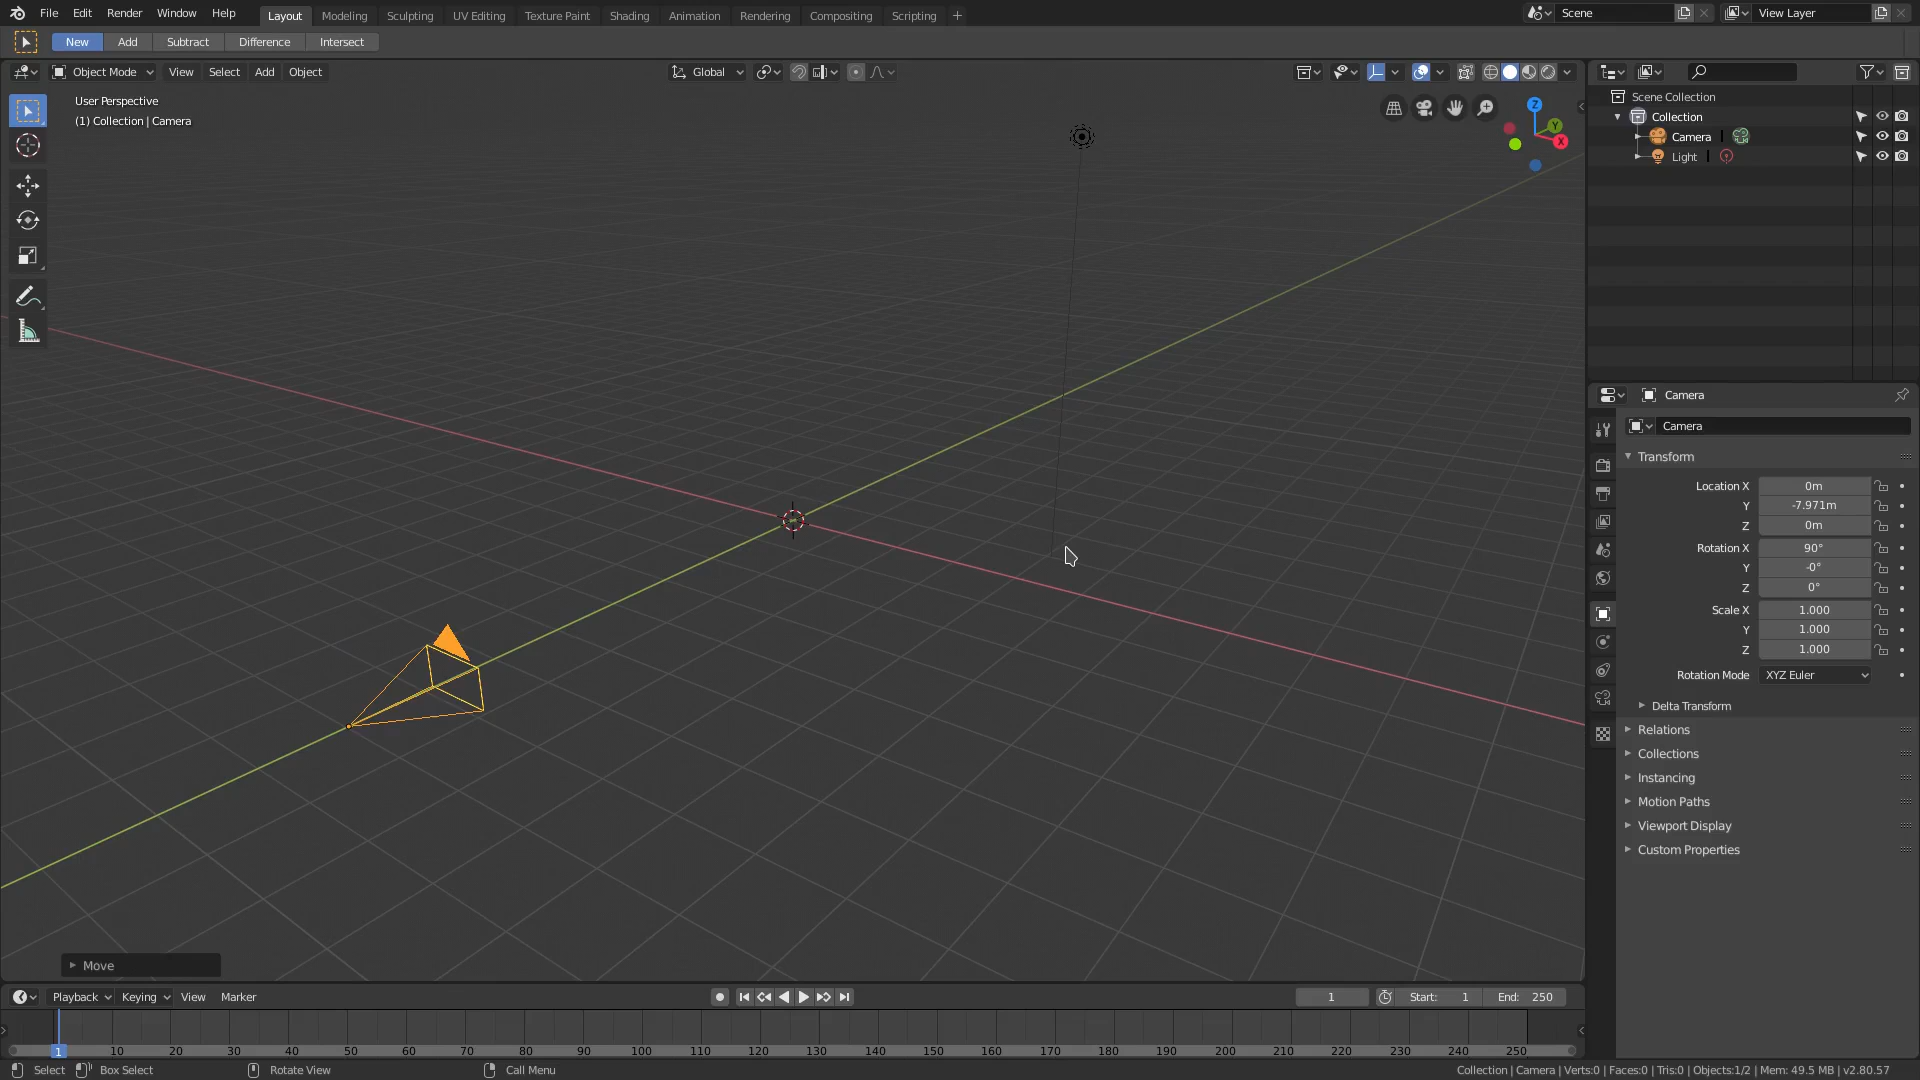 File Edit Render Window Help Layout Modeling Sculpting UV Editing Texture Paint Shading Animation Rendering Compositing Scripting + Scene View Layer
New Add Subtract Difference Intersect
Object Mode View Select Add Object Global
User Perspective
(1) Collection | Camera
Z
Y
X
Move
Scene Collection
Collection
Camera
Light
Camera
Camera
Transform
Location X 0m
Y -7.971m
Z 0m
Rotation X 90°
Y -0°
Z 0°
Scale X 1.000
Y 1.000
Z 1.000
Rotation Mode XYZ Euler
Delta Transform
Relations
Collections
Instancing
Motion Paths
Viewport Display
Custom Properties
Playback Keying View Marker 1 Start: 1 End: 250
1 10 20 30 40 50 60 70 80 90 100 110 120 130 140 150 160 170 180 190 200 210 220 230 240 250
Select Box Select Rotate View Call Menu Collection | Camera | Verts:0 | Faces:0 | Tris:0 | Objects:1/2 | Mem: 49.5 MB | v2.80.57